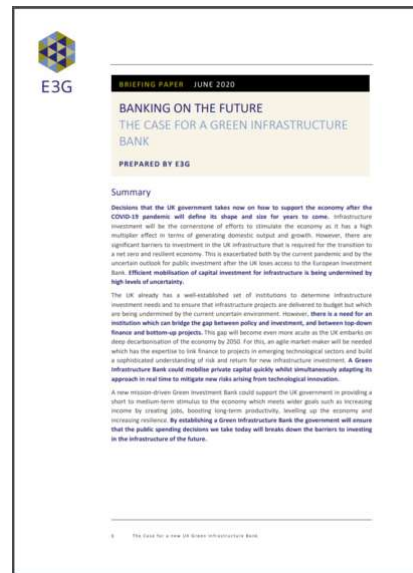 E3G
BRIEFING PAPER JUNE 2020
BANKING ON THE FUTURE
THE CASE FOR A GREEN INFRASTRUCTURE
BANK
PREPARED BY E3G
Summary
Decisions that the UK government takes now on how to support the economy after the
COVID-19 pandemic will define its shape and size for years to come. Infrastructure
investment will be the cornerstone of efforts to stimulate the economy as it has a high
multiplier effect in terms of generating domestic output and growth. However, there are
significant barriers to investment in the UK infrastructure that is required for the transition to
a net zero and resilient economy. This is exacerbated both by the current pandemic and by the
uncertain outlook for public investment after the UK loses access to the European Investment
Bank. Efficient mobilisation of capital investment for infrastructure is being undermined by
high levels of uncertainty.
The UK already has a well-established set of institutions to determine infrastructure
investment needs and to ensure that infrastructure projects are delivered to budget but which
are being undermined by the current uncertain environment. However, there is a need for an
institution which can bridge the gap between policy and investment, and between top-down
finance and bottom-up projects. This gap will become even more acute as the UK embarks on
deep decarbonisation of the economy by 2050. For this, an agile market-maker will be needed
which has the expertise to link finance to projects in emerging technological sectors and build
a sophisticated understanding of risk and return for new infrastructure investment. A Green
Infrastructure Bank could mobilise private capital quickly whilst simultaneously adapting its
approach in real time to mitigate new risks arising from technological innovation.
A new mission-driven Green Investment Bank could support the UK government in providing a
short to medium-term stimulus to the economy which meets wider goals such as increasing
income by creating jobs, boosting long-term productivity, levelling up the economy and
increasing resilience. By establishing a Green Infrastructure Bank the government will ensure
that the public spending decisions we take today will breaks down the barriers to investing
in the infrastructure of the future.
The Case for a new UK Green Infrastructure Bank